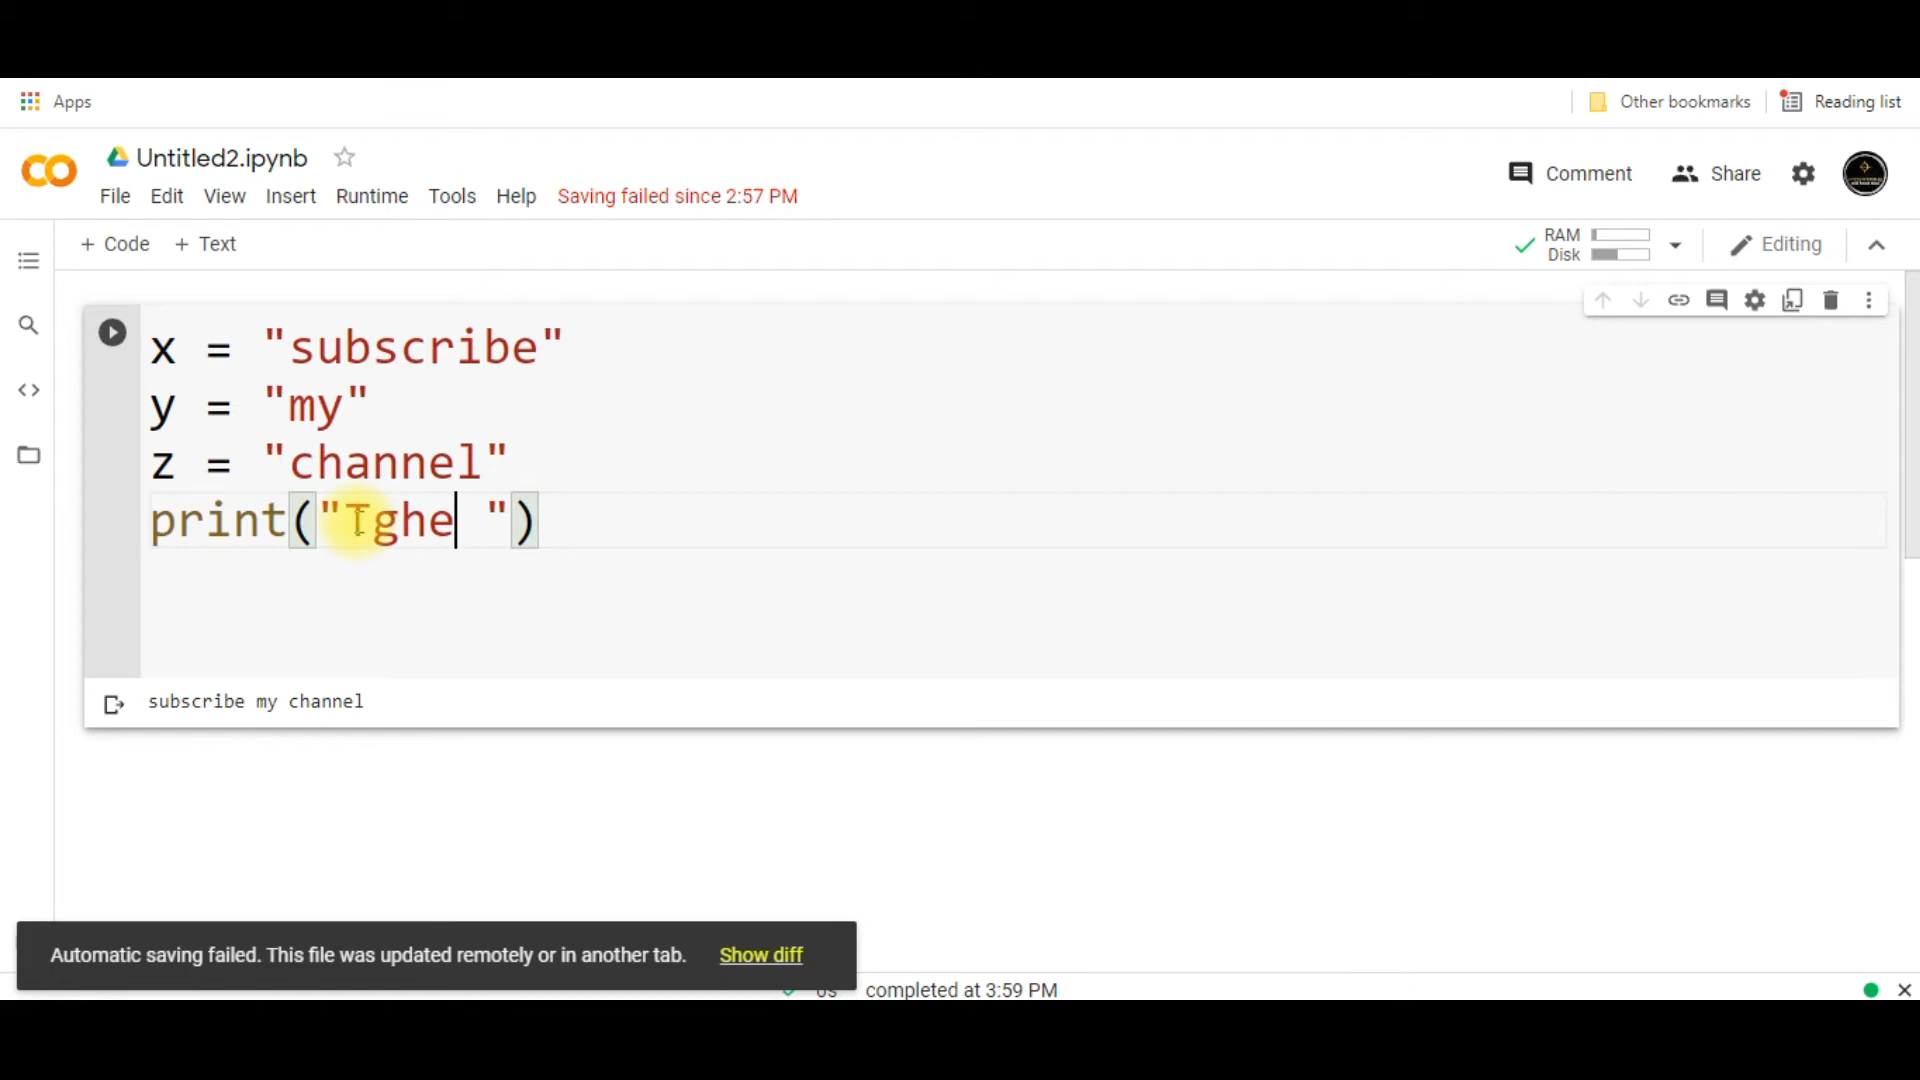 Apps
Other bookmarks
Reading list
Untitled2.ipynb
File Edit View Insert Runtime Tools Help Saving failed since 2:57 PM
Comment
Share
+ Code + Text
RAM
Disk
Editing
x = "subscribe"
y = "my"
z = "channel"
print("Tghe ")
subscribe my channel
Automatic saving failed. This file was updated remotely or in another tab. Show diff
completed at 3:59 PM